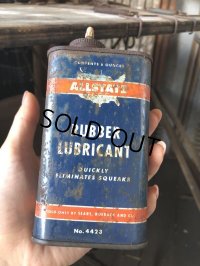 CONTENTS 8 OUNCES
ALLSTATE
SOLD OUT
RUBBER
LUBRICANT
QUICKLY
ELIMINATES SQUEAKS
SOLD ONLY BY SEARS, ROEBUCK AND CO.
No. 4423